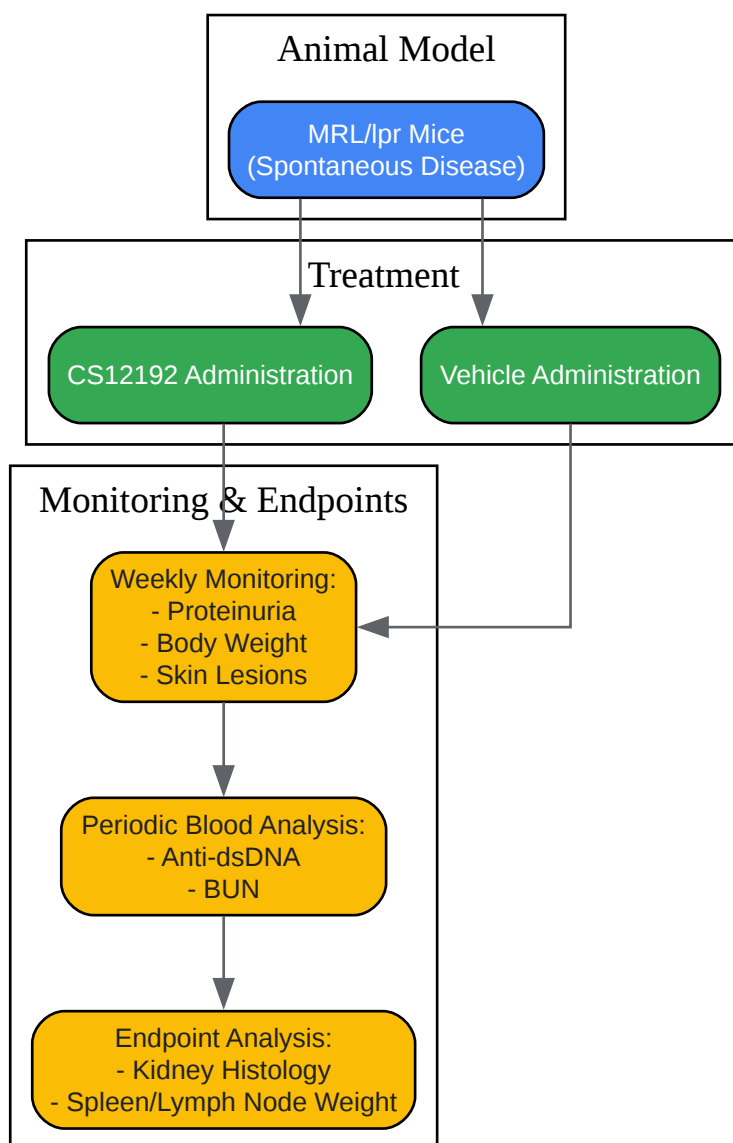 Animal Model
MRL/lpr Mice
(Spontaneous Disease)
Treatment
CS12192 Administration
Vehicle Administration
Monitoring & Endpoints
Weekly Monitoring:
- Proteinuria
- Body Weight
- Skin Lesions
Periodic Blood Analysis:
- Anti-dsDNA
- BUN
Endpoint Analysis:
- Kidney Histology
- Spleen/Lymph Node Weight